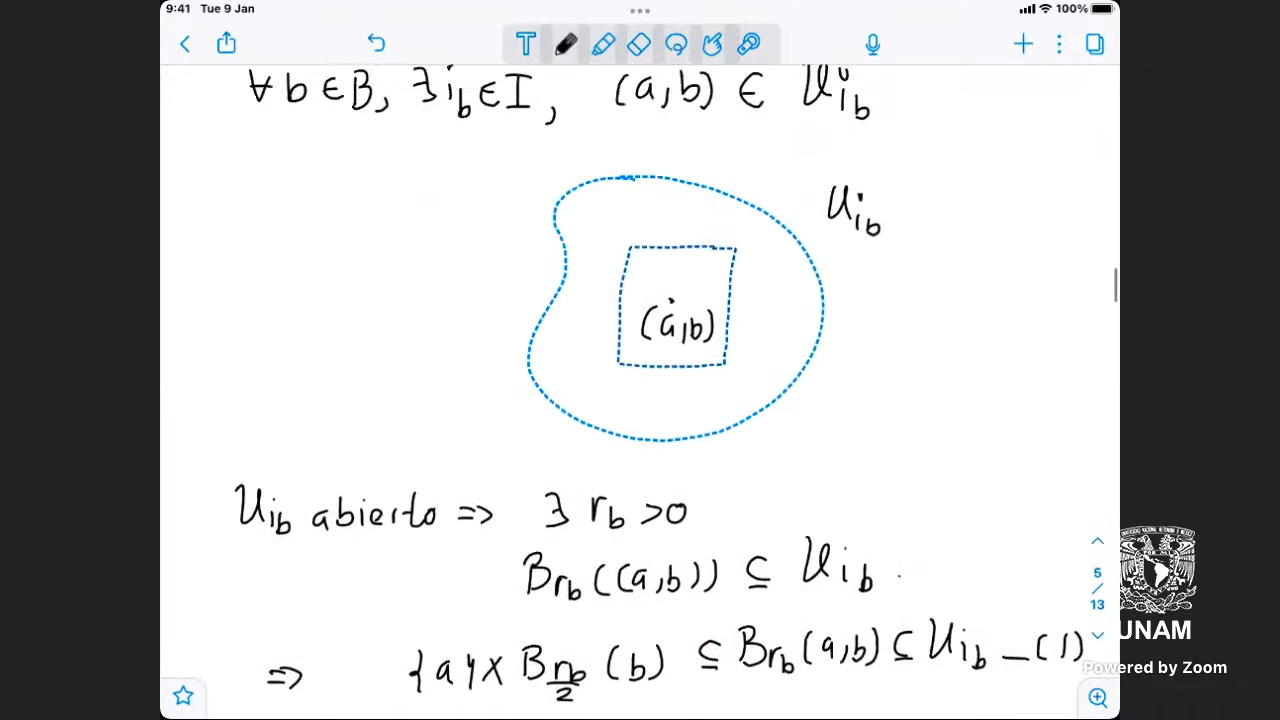 9:41 Tue 9 Jan
100%
T
∀b∈B, ∃i_b∈I, (a,b) ∈ U_{i_b}
U_{i_b}
(a,b)
U_{i_b} abierto => ∃ r_b >0
B_{r_b}((a,b)) ⊆ U_{i_b}
=> {a}×B_{r_b/2}(b) ⊆ B_{r_b}(a,b) ⊆ U_{i_b} —(1)
5
/
13
UNAM
Powered by Zoom